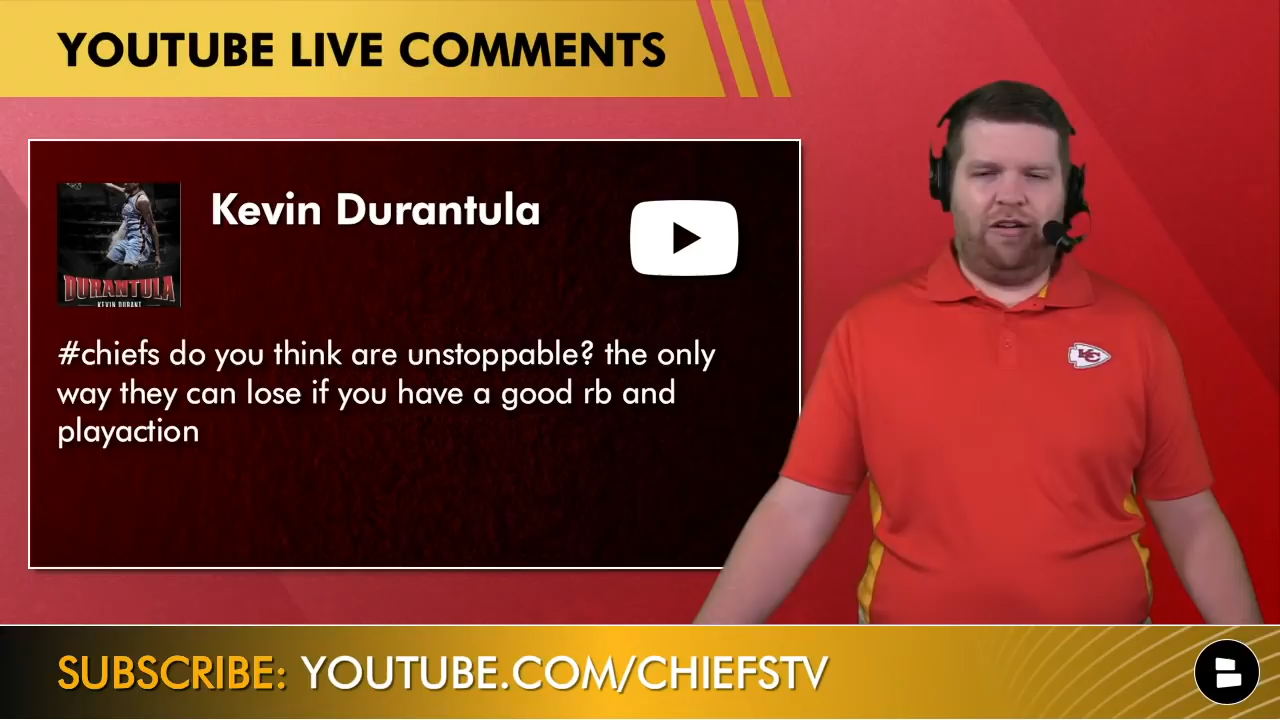 YOUTUBE LIVE COMMENTS
Kevin Durantula
DURANTULA
KEVIN DURANT
#chiefs do you think are unstoppable? the only
way they can lose if you have a good rb and
playaction
KC
SUBSCRIBE: YOUTUBE.COM/CHIEFSTV